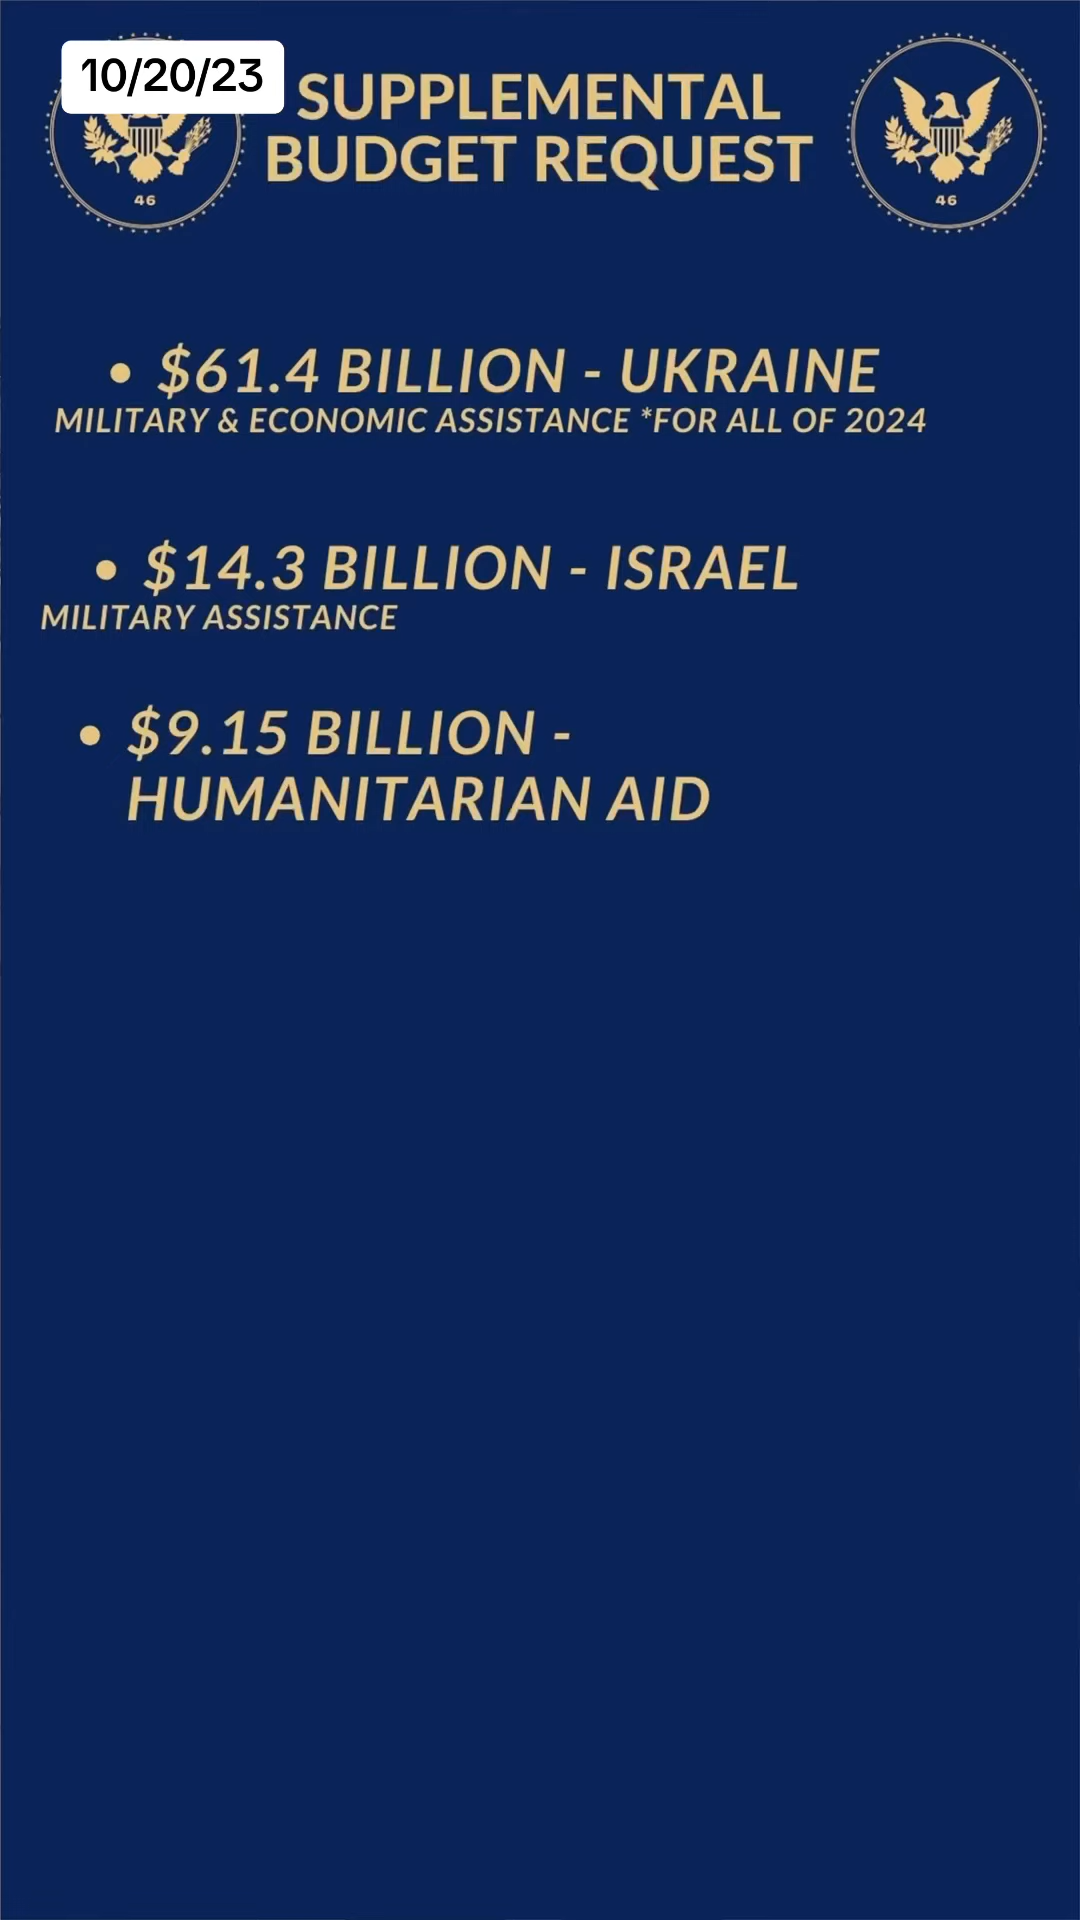 10/20/23
SUPPLEMENTAL
BUDGET REQUEST
46
46
• $61.4 BILLION - UKRAINE
MILITARY & ECONOMIC ASSISTANCE *FOR ALL OF 2024
• $14.3 BILLION - ISRAEL
MILITARY ASSISTANCE
• $9.15 BILLION -
HUMANITARIAN AID